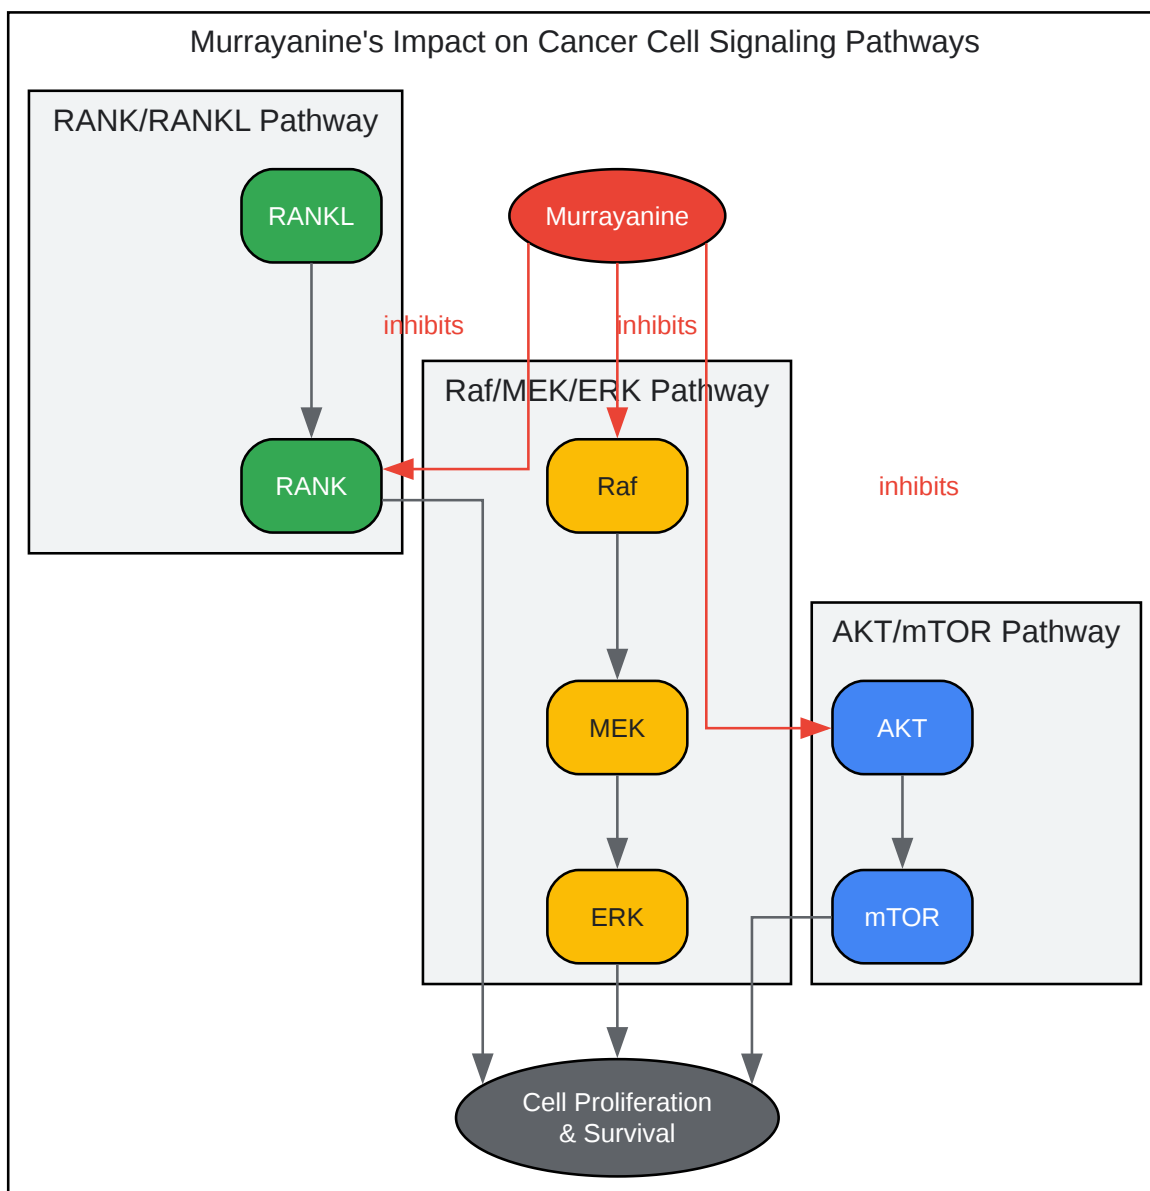 Murrayanine's Impact on Cancer Cell Signaling Pathways
RANK/RANKL Pathway
RANKL
Murrayanine
inhibits
inhibits
Raf/MEK/ERK Pathway
RANK
Raf
inhibits
AKT/mTOR Pathway
MEK
AKT
ERK
mTOR
Cell Proliferation
& Survival